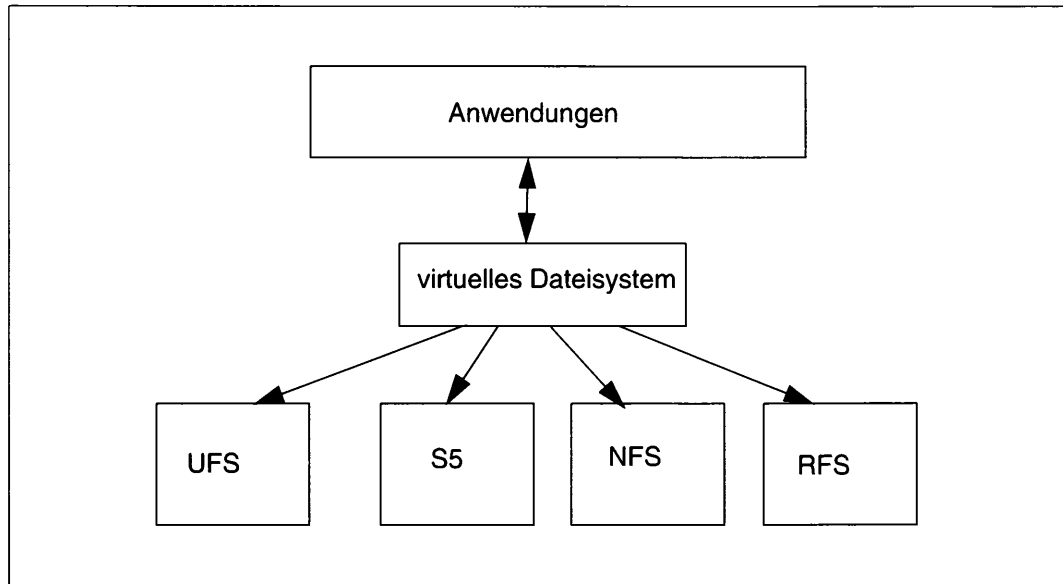 Anwendungen
virtuelles Dateisystem
UFS
S5
NFS
RFS